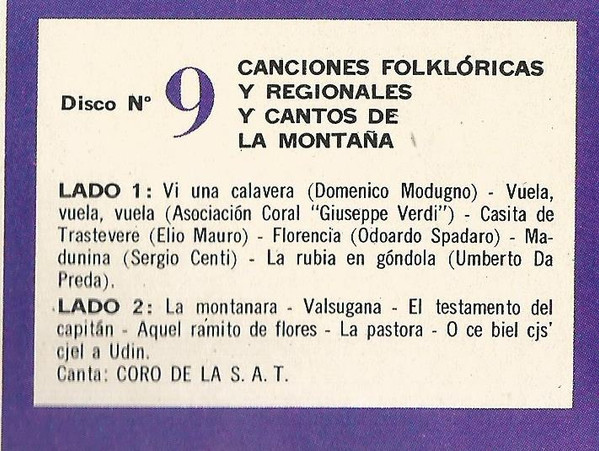 Disco N° 9
CANCIONES FOLKLÓRICAS
Y REGIONALES
Y CANTOS DE
LA MONTAÑA
LADO 1: Vi una calavera (Domenico Modugno) - Vuela,
vuela, vuela (Asociación Coral "Giuseppe Verdi") - Casita de
Trastevere (Elio Mauro) - Florencia (Odoardo Spadaro) - Ma-
dunina (Sergio Centi) - La rubia en góndola (Umberto Da
Preda).
LADO 2: La montanara - Valsugana - El testamento del
capitán - Aquel ramito de flores - La pastora - O ce biel cjs'
cjel a Udin.
Canta: CORO DE LA S. A. T.